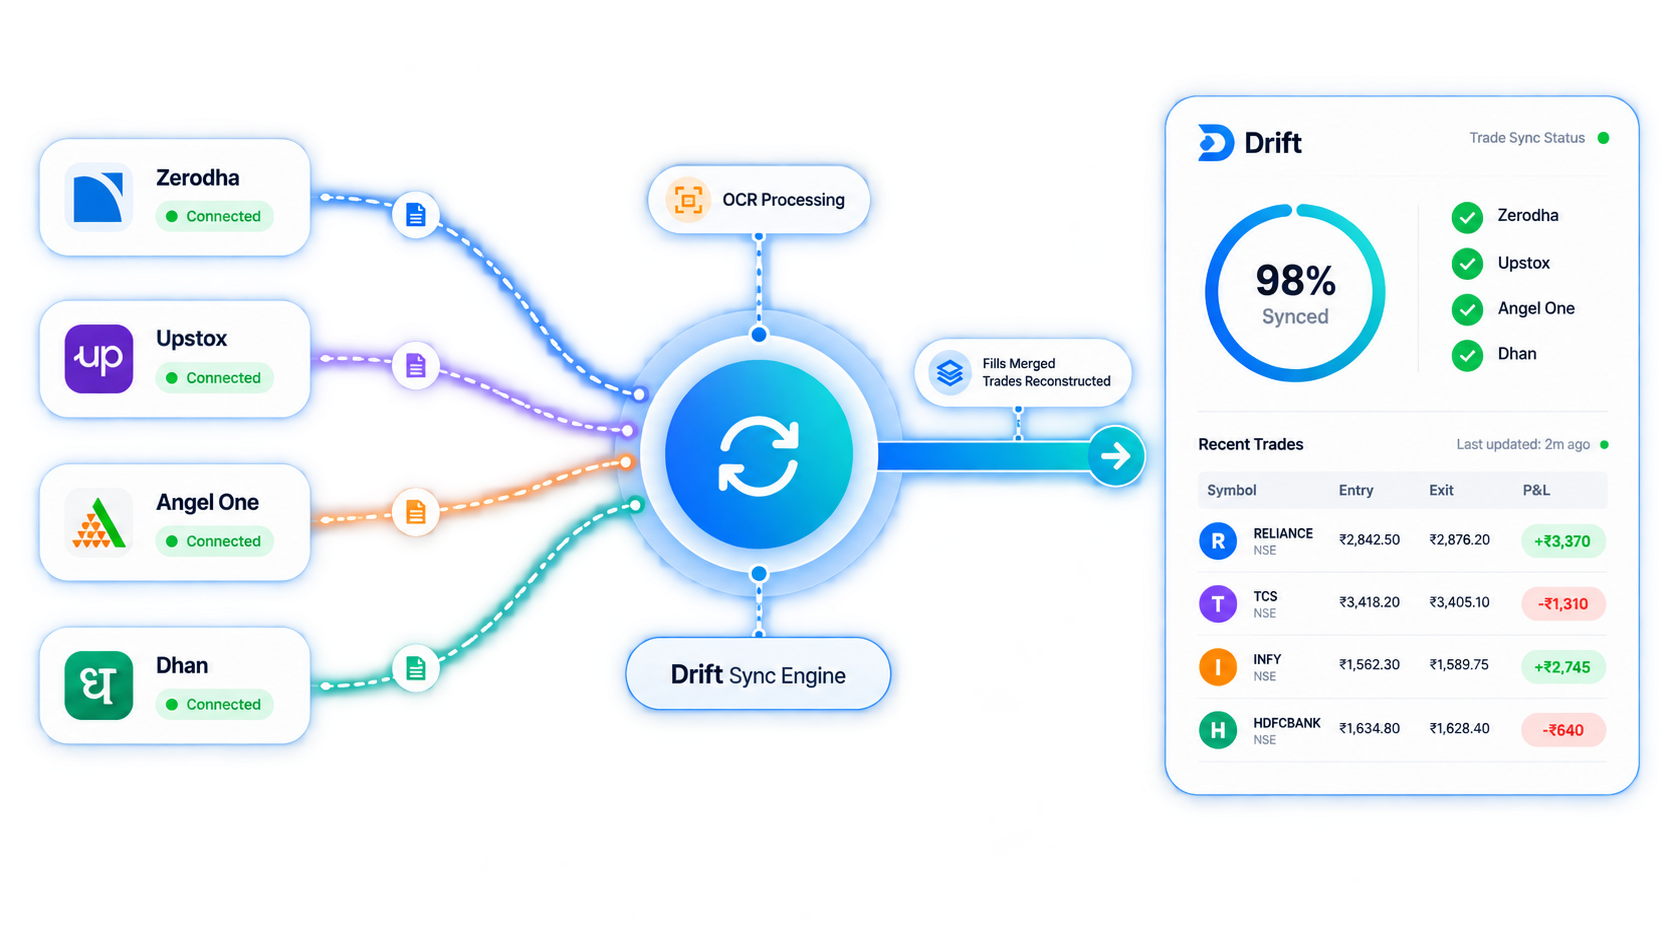 Zerodha
Connected
up
Upstox
Connected
Angel One
Connected
ध
Dhan
Connected
OCR Processing
Drift Sync Engine
Fills Merged
Trades Reconstructed
Drift
Trade Sync Status
98%
Synced
Zerodha
Upstox
Angel One
Dhan
Recent Trades
Last updated: 2m ago
Symbol Entry Exit P&L
R RELIANCE ₹2,842.50 ₹2,876.20 +₹3,370
NSE
T TCS ₹3,418.20 ₹3,405.10 -₹1,310
NSE
I INFY ₹1,562.30 ₹1,589.75 +₹2,745
NSE
H HDFCBANK ₹1,634.80 ₹1,628.40 -₹640
NSE